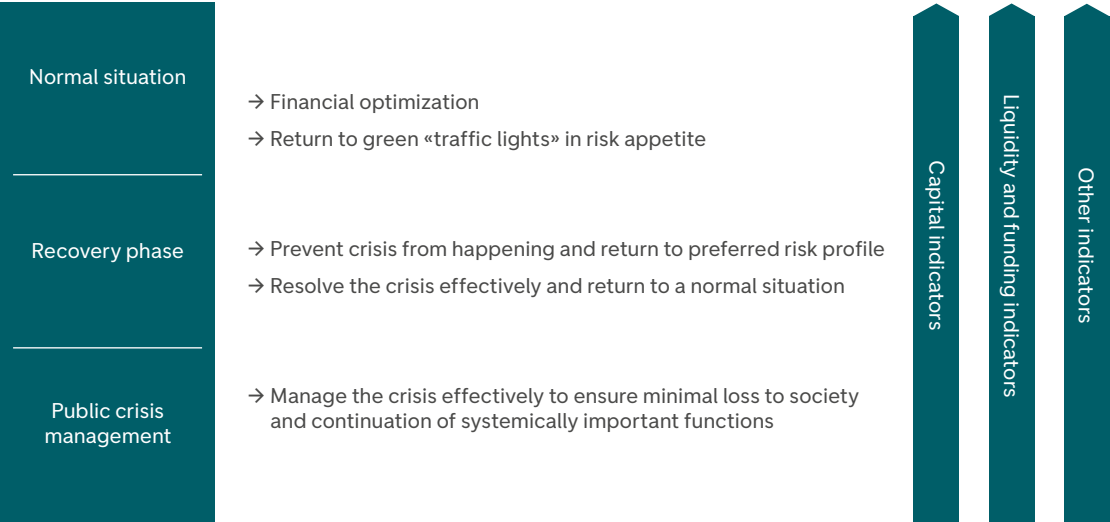 Normal situation
→ Financial optimization
→ Return to green «traffic lights» in risk appetite
Recovery phase
→ Prevent crisis from happening and return to preferred risk profile
→ Resolve the crisis effectively and return to a normal situation
Public crisis
management
→ Manage the crisis effectively to ensure minimal loss to society
and continuation of systemically important functions
Capital indicators
Liquidity and funding indicators
Other indicators